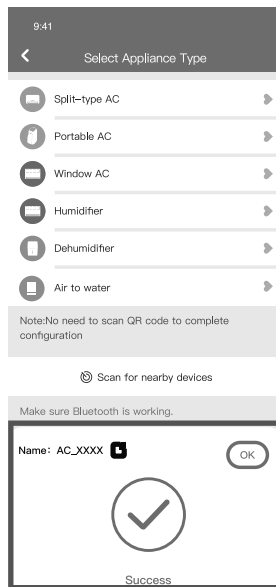 9:41
Select Appliance Type
Split-type AC
Portable AC
Window AC
Humidifier
Dehumidifier
Air to water
Note:No need to scan QR code to complete
configuration
Scan for nearby devices
Make sure Bluetooth is working.
Name: AC_XXXX
OK
Success